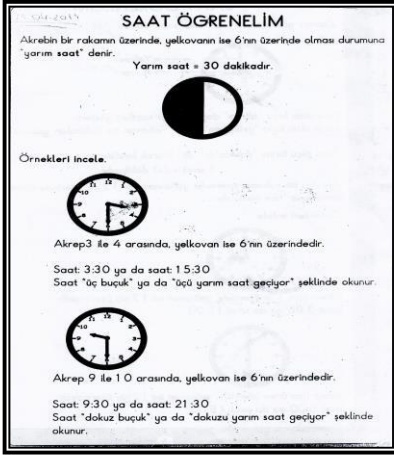 SAAT ÖGRENELİM
Akrebin bir rakamın üzerinde, yelkovanın ise 6'nın üzerinde olması durumuna
"yarım saat" denir.
Yarım saat = 30 dakikadır.
Örnekleri incele.
Akrep3 ile 4 arasında, yelkovan ise 6'nın üzerindedir.
Saat: 3:30 ya da saat: 15:30
Saat "üç buçuk" ya da "üçü yarım saat geçiyor" şeklinde okunur.
Akrep 9 ile 10 arasında, yelkovan ise 6'nın üzerindedir.
Saat: 9:30 ya da saat: 21:30
Saat "dokuz buçuk" ya da "dokuzu yarım saat geçiyor" şeklinde
okunur.